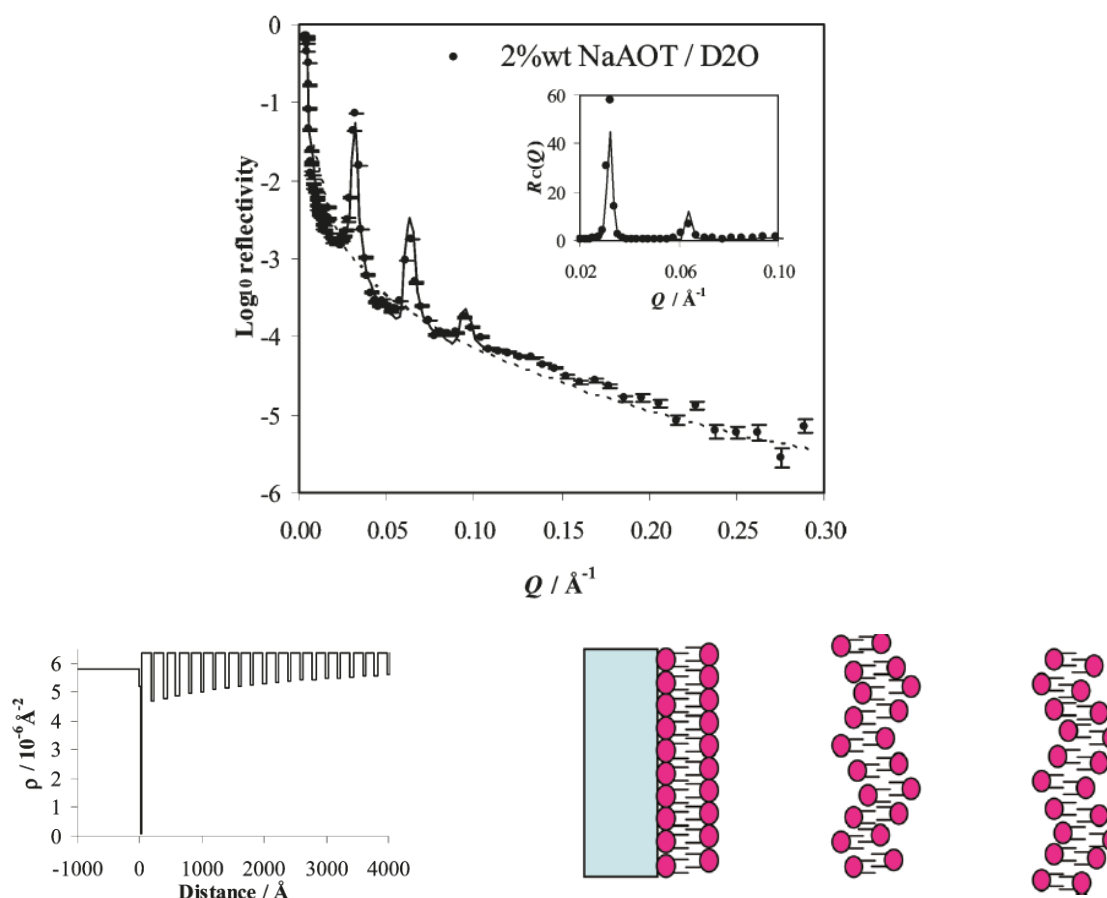 0
2%wt NaAOT / D2O
-1
-2
-3
-4
-5
-6
Log10 reflectivity
0.00 0.05 0.10 0.15 0.20 0.25 0.30
Q / Å-1
60
40
20
0
Rc(Q)
0.02 0.06 0.10
Q / Å-1
6
5
4
3
2
1
0
ρ / 10-6Å-2
-1000 0 1000 2000 3000 4000
Distance / Å